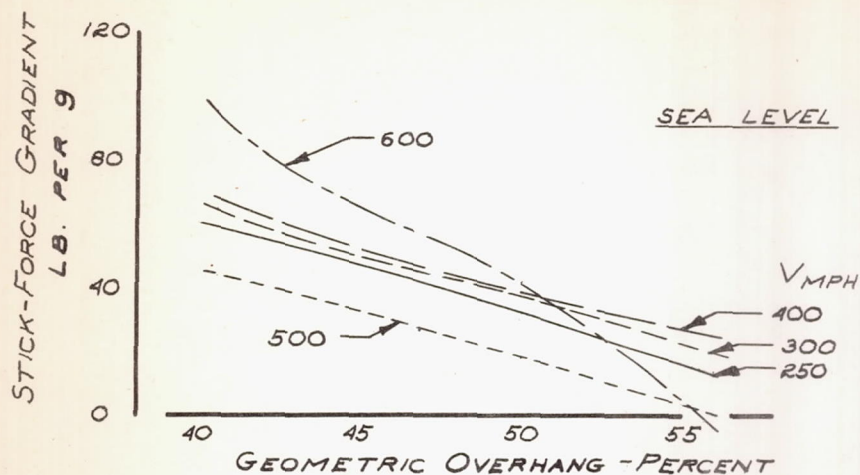 STICK-FORCE GRADIENT
LB. PER g
120
80
40
0
600
SEA LEVEL
500
VMPH
400
300
250
40 45 50 55
GEOMETRIC OVERHANG - PERCENT